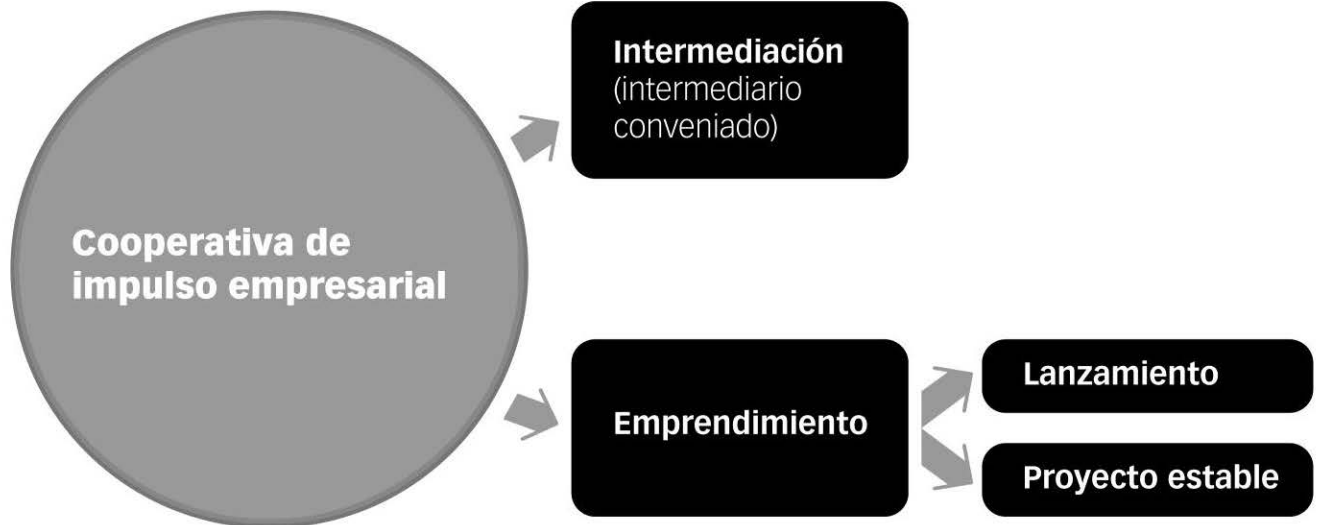 Intermediación
(intermediario
conveniado)
Cooperativa de
impulso empresarial
Emprendimiento
Lanzamiento
Proyecto estable